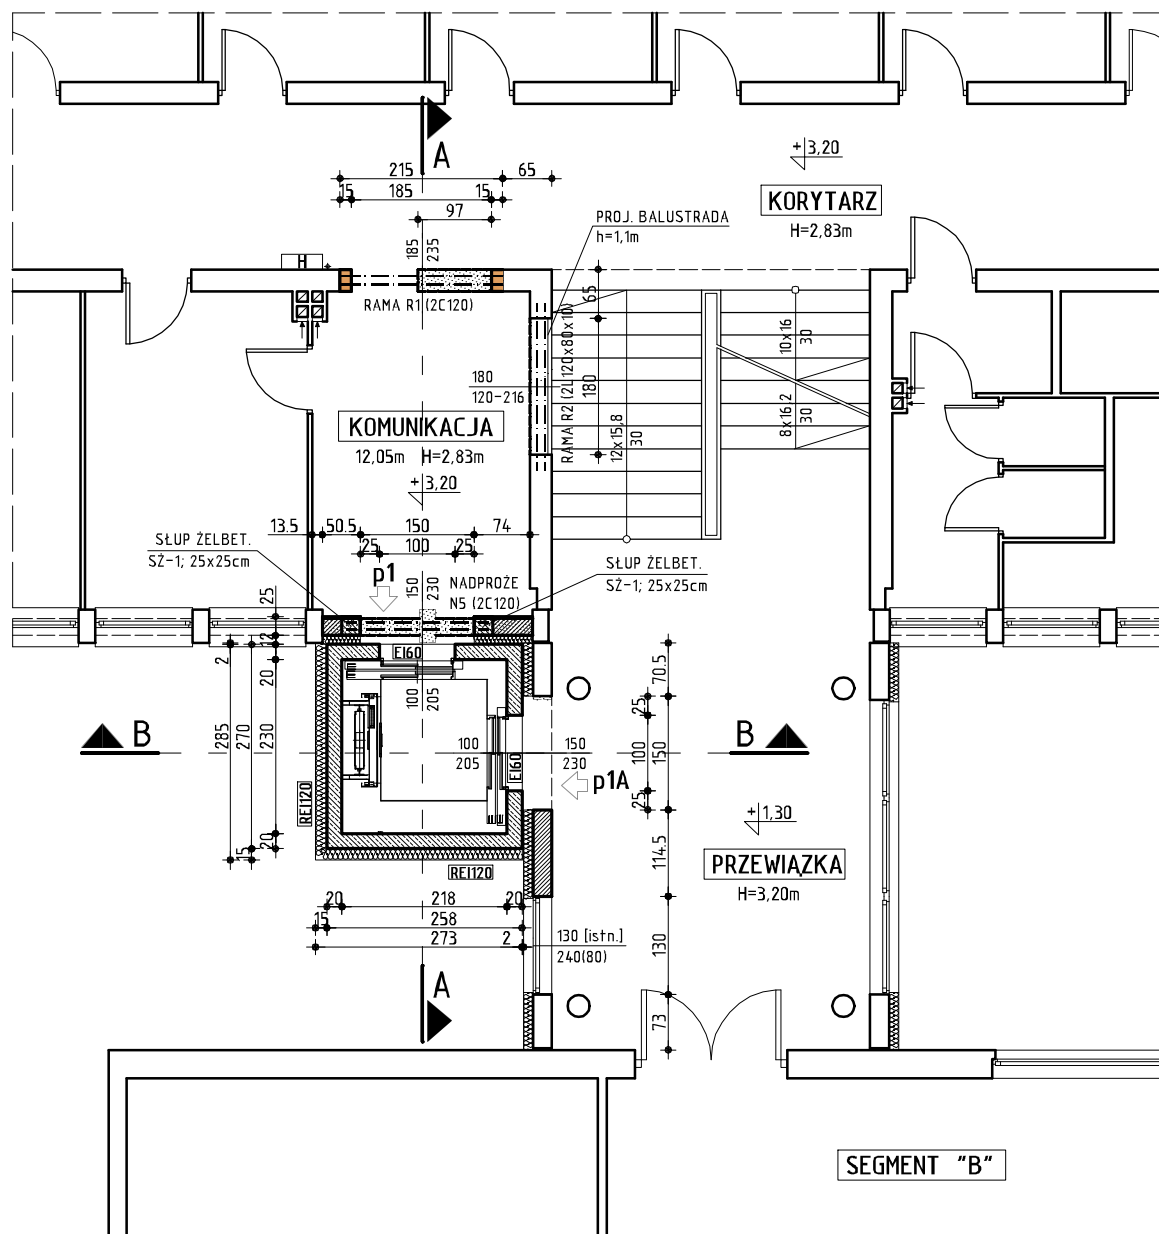 A
+3,20
KORYTARZ
H=2,83m
215
65
15
185
15
97
PROJ. BALUSTRADA
h=1,1m
185
235
H
RAMA R1 (2C120)
65
RAMA R2 (2L120x80x10)
180
180
120-216
12x15,8
30
10x16
30
8x16,2
30
KOMUNIKACJA
12,05m H=2,83m
+3,20
13.5
50.5
150
74
25
100
25
SŁUP ŻELBET.
SŻ-1; 25x25cm
SŁUP ŻELBET.
SŻ-1; 25x25cm
p1
150
230
NADPROŻE
N5 (2C120)
25
12
2
20
285
270
230
20
15
EI60
100
205
100
205
EI60
150
230
p1A
B
B
REI120
REI120
70.5
25
100
150
25
114.5
130
73
+1,30
PRZEWIĄZKA
H=3,20m
20
218
20
15
258
273
2
130 [istn.]
240(80)
A
SEGMENT "B"